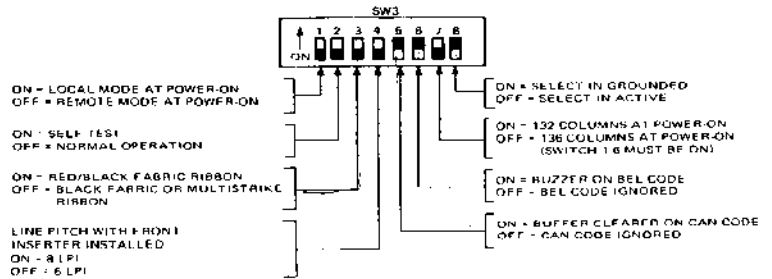 SW3
1 2 3 4 5 6 7 8
ON
ON = LOCAL MODE AT POWER-ON
OFF = REMOTE MODE AT POWER-ON
ON = SELF TEST
OFF = NORMAL OPERATION
ON = RED/BLACK FABRIC RIBBON
OFF = BLACK FABRIC OR MULTISTRIKE
RIBBON
LINE PITCH WITH FRONT
INSERTER INSTALLED
ON = 8 LPI
OFF = 6 LPI
ON = SELECT IN GROUNDED
OFF = SELECT IN ACTIVE
ON = 132 COLUMNS AT POWER-ON
OFF = 136 COLUMNS AT POWER-ON
(SWITCH 1-6 MUST BE ON)
ON = BUZZER ON BEL CODE
OFF = BEL CODE IGNORED
ON = BUFFER CLEARED ON CAN CODE
OFF = CAN CODE IGNORED